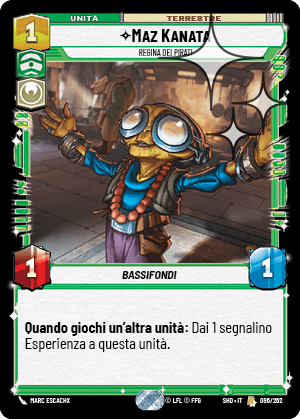 UNITÀ
TERRESTRE
1
MAZ KANATA
REGINA DEI PIRATI
1
BASSIFONDI
1
Quando giochi un'altra unità: Dai 1 segnalino
Esperienza a questa unità.
MARC ESCACHX
© LFL © FFG
SHD • IT
096/262